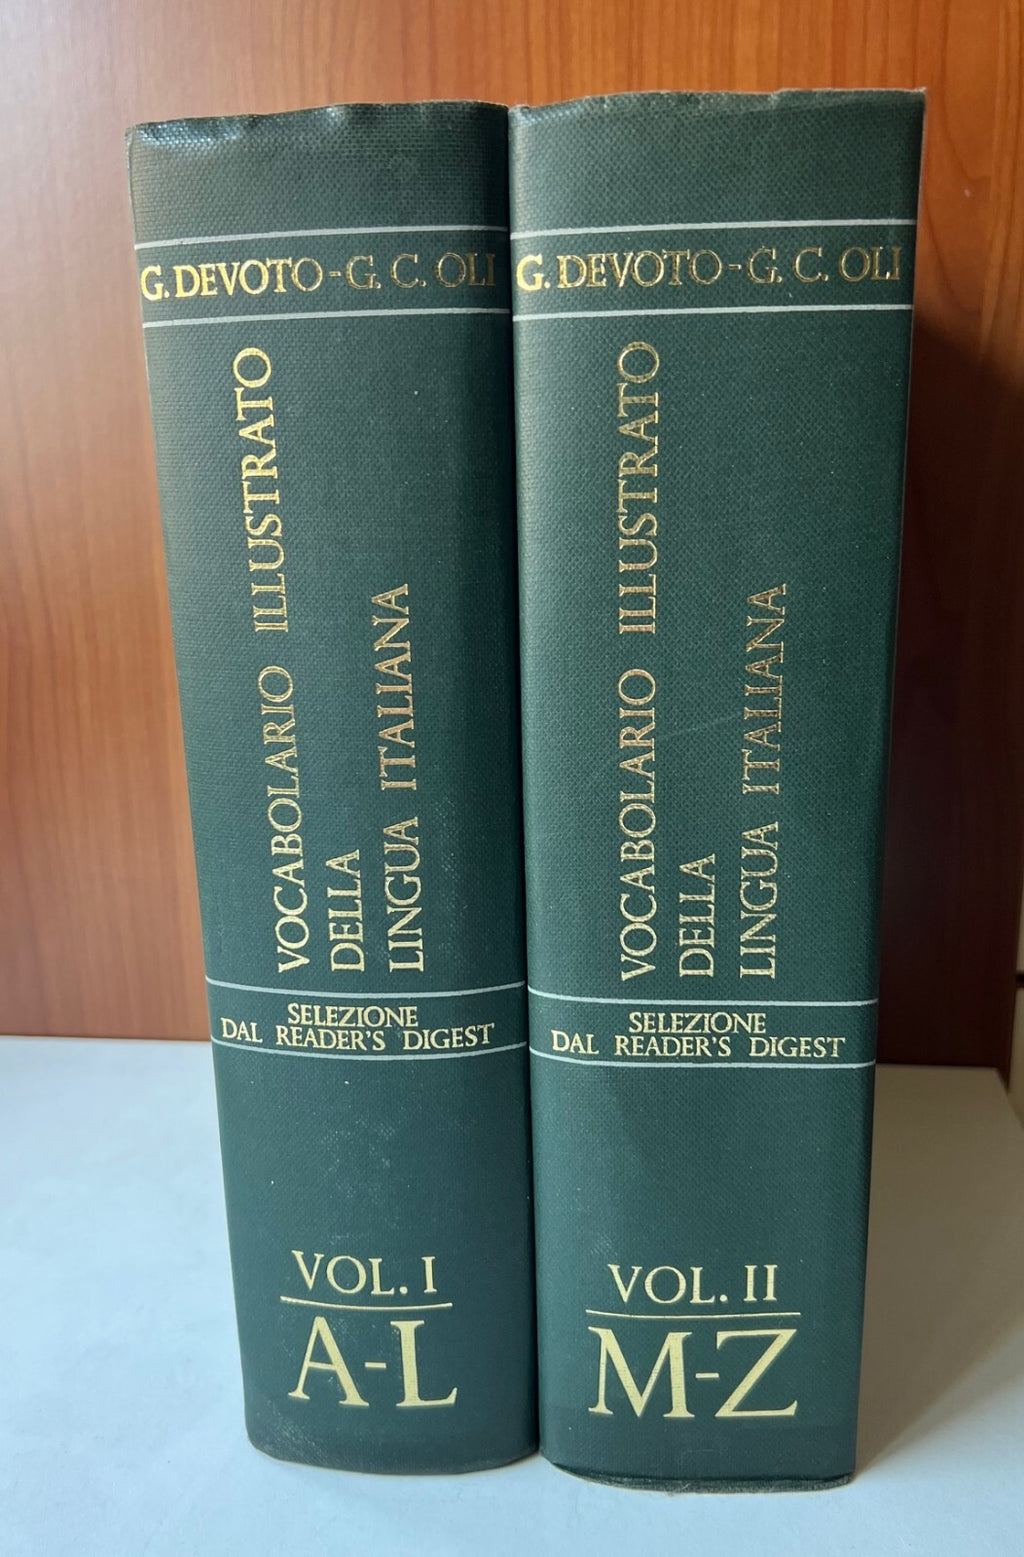 G. DEVOTO - G. C. OLI
VOCABOLARIO ILLUSTRATO
DELLA
LINGUA ITALIANA
SELEZIONE
DAL READER'S DIGEST
VOL. I
A-L
G. DEVOTO - G. C. OLI
VOCABOLARIO ILLUSTRATO
DELLA
LINGUA ITALIANA
SELEZIONE
DAL READER'S DIGEST
VOL. II
M-Z